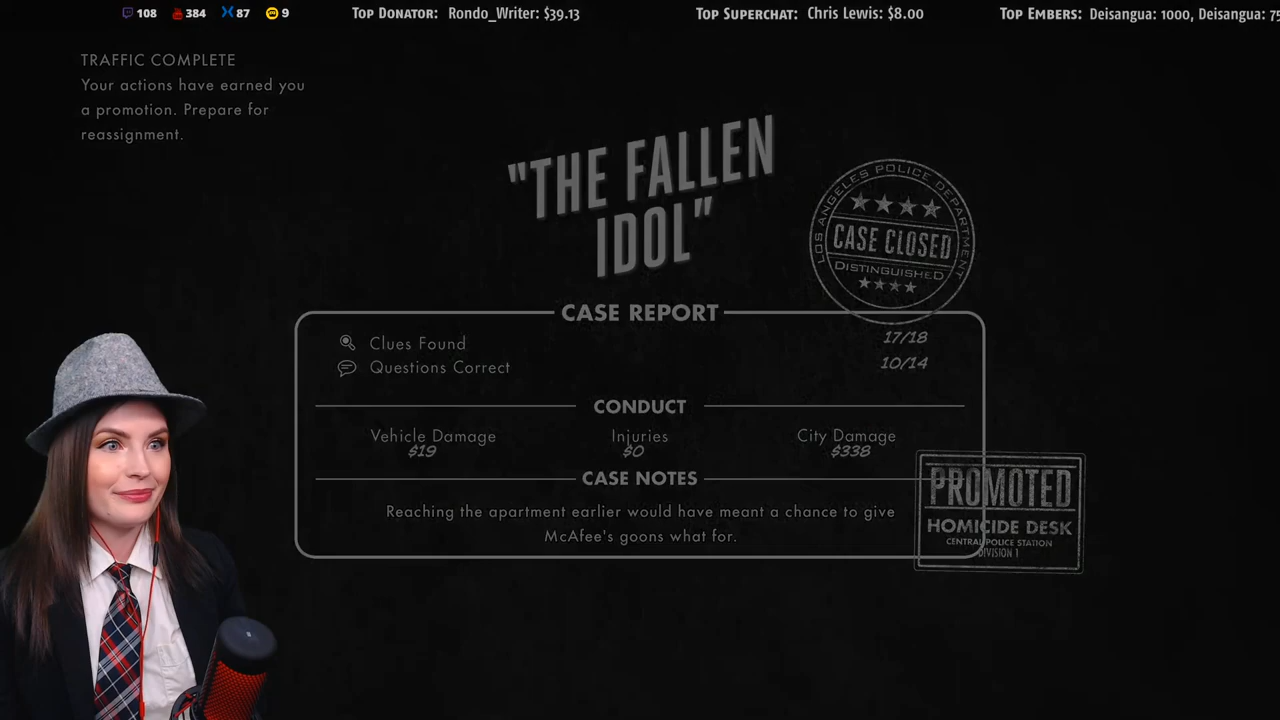 108 384 87 9 TOP DONATOR: Rondo_Writer: $39.13 TOP SUPERCHAT: Chris Lewis: $8.00 TOP EMBERS: Deisangua: 1000, Deisangua: 75
TRAFFIC COMPLETE
Your actions have earned you
a promotion. Prepare for
reassignment.
"THE FALLEN
IDOL"
LOS ANGELES POLICE DEPARTMENT
CASE CLOSED
DISTINGUISHED
CASE REPORT
Clues Found 17/18
Questions Correct 10/14
CONDUCT
Vehicle Damage Injuries City Damage
$19 $0 $338
CASE NOTES
Reaching the apartment earlier would have meant a chance to give
McAfee's goons what for.
PROMOTED
HOMICIDE DESK
CENTRAL POLICE STATION
DIVISION 1